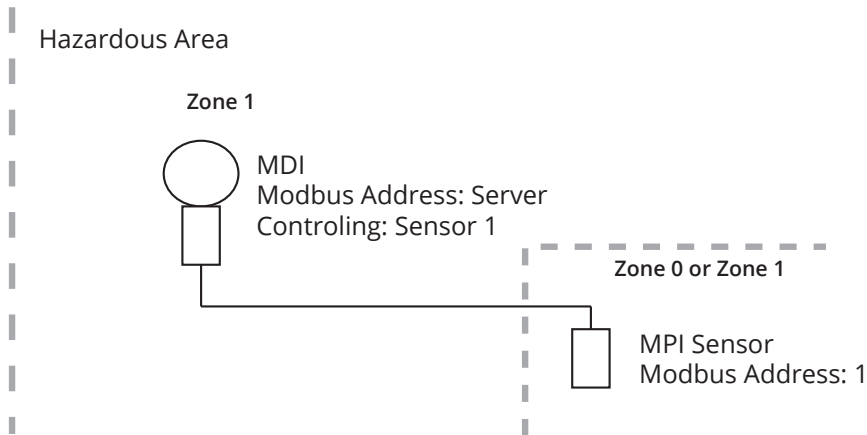 Hazardous Area
Zone 1
MDI
Modbus Address: Server
Controling: Sensor 1
Zone 0 or Zone 1
MPI Sensor
Modbus Address: 1